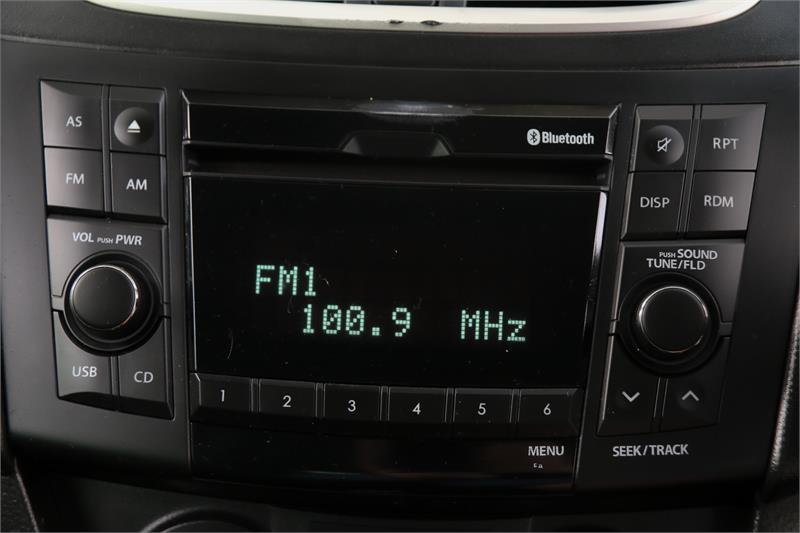 AS
FM
AM
VOL PUSH PWR
USB
CD
Bluetooth
FM1
100.9 MHz
1 2 3 4 5 6
MENU
RPT
DISP
RDM
PUSH SOUND
TUNE/FLD
SEEK/TRACK